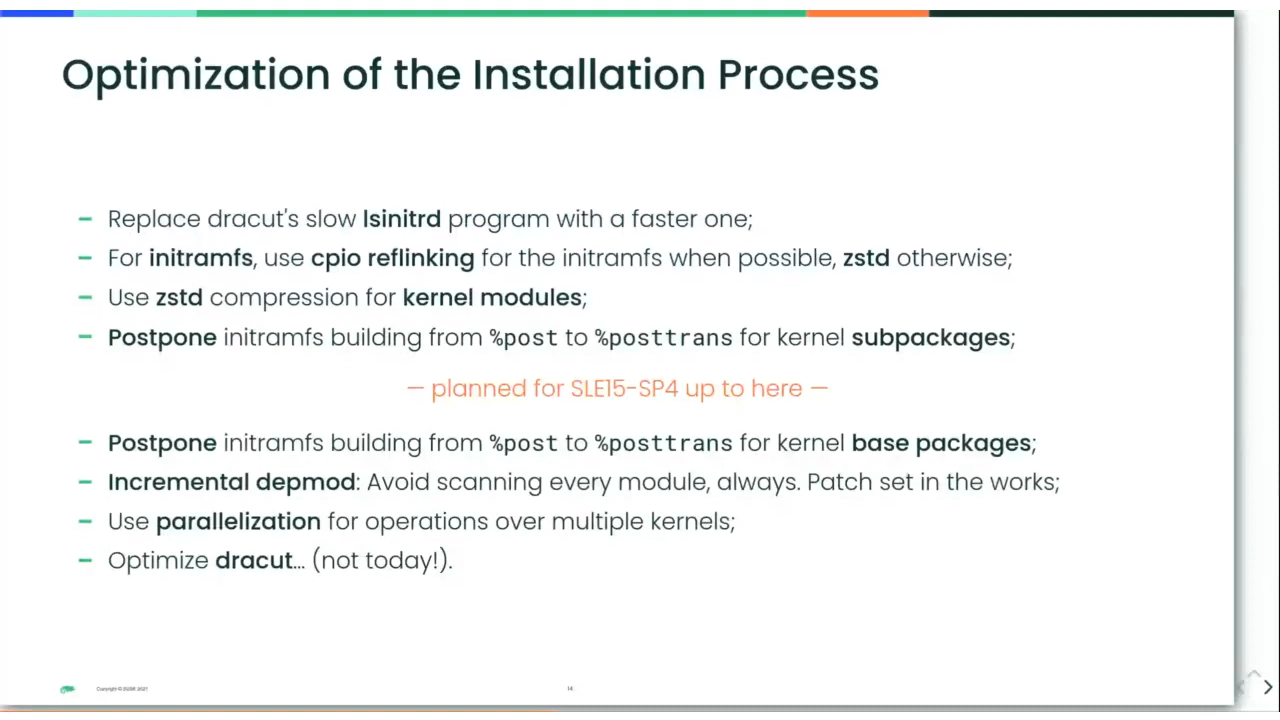 Optimization of the Installation Process
– Replace dracut's slow lsinitrd program with a faster one;
– For initramfs, use cpio reflinking for the initramfs when possible, zstd otherwise;
– Use zstd compression for kernel modules;
– Postpone initramfs building from %post to %posttrans for kernel subpackages;
— planned for SLE15-SP4 up to here —
– Postpone initramfs building from %post to %posttrans for kernel base packages;
– Incremental depmod: Avoid scanning every module, always. Patch set in the works;
– Use parallelization for operations over multiple kernels;
– Optimize dracut... (not today!).
Copyright © SUSE 2021
14